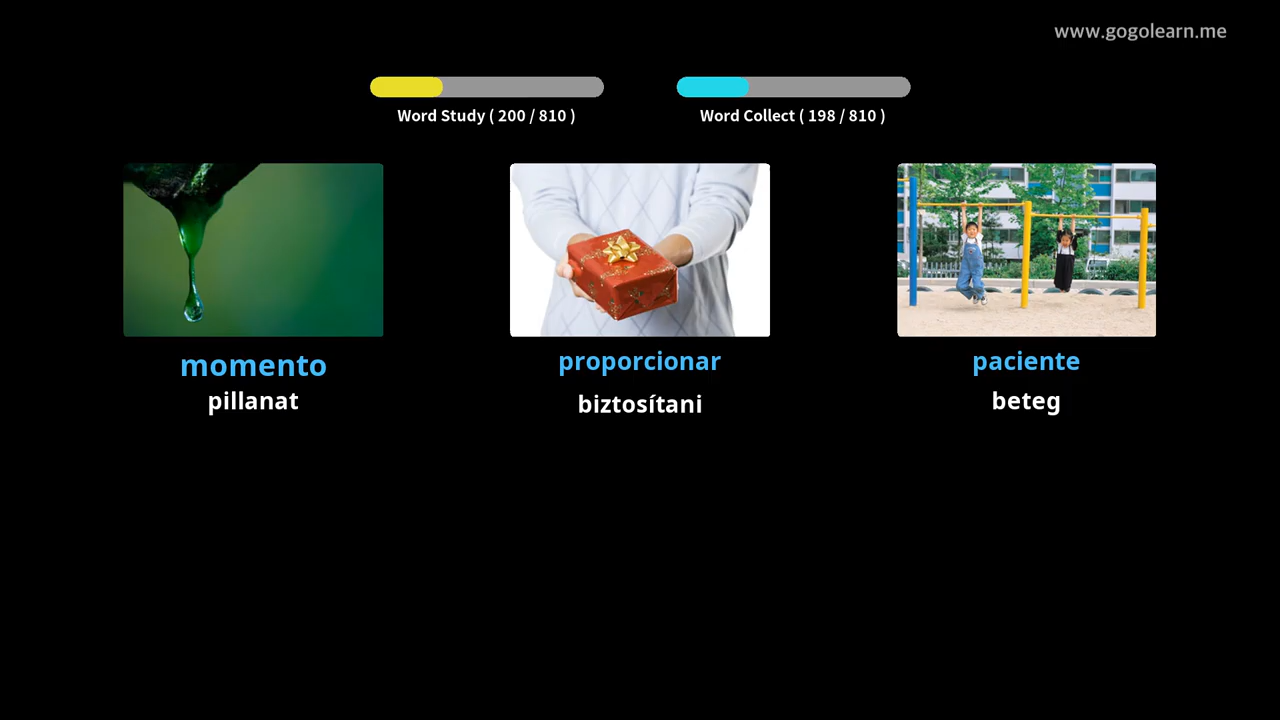 www.gogolearn.me
Word Study ( 200 / 810 )
Word Collect ( 198 / 810 )
momento
pillanat
proporcionar
biztosítani
paciente
beteg